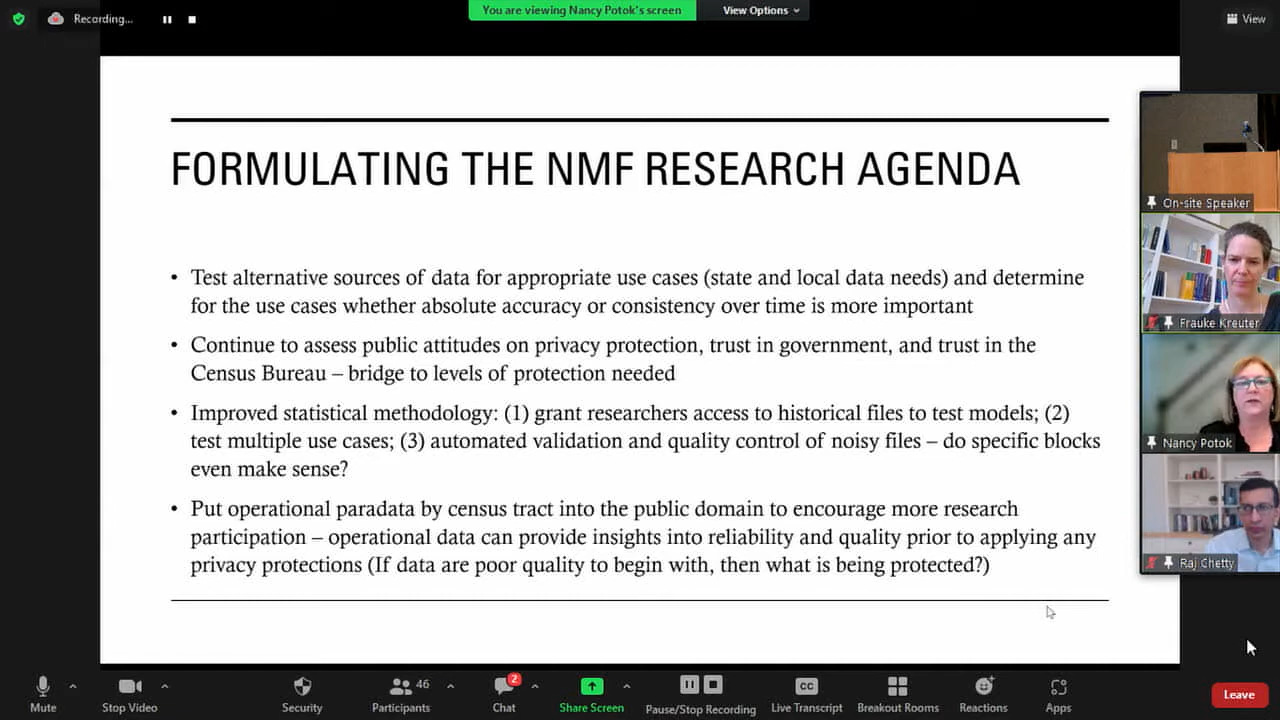 Recording...
You are viewing Nancy Potok's screen
View Options
View
FORMULATING THE NMF RESEARCH AGENDA
• Test alternative sources of data for appropriate use cases (state and local data needs) and determine
for the use cases whether absolute accuracy or consistency over time is more important
• Continue to assess public attitudes on privacy protection, trust in government, and trust in the
Census Bureau – bridge to levels of protection needed
• Improved statistical methodology: (1) grant researchers access to historical files to test models; (2)
test multiple use cases; (3) automated validation and quality control of noisy files – do specific blocks
even make sense?
• Put operational paradata by census tract into the public domain to encourage more research
participation – operational data can provide insights into reliability and quality prior to applying any
privacy protections (If data are poor quality to begin with, then what is being protected?)
On-site Speaker
Frauke Kreuter
Nancy Potok
Raj Chetty
Mute
Stop Video
Security
46
Participants
2
Chat
Share Screen
Pause/Stop Recording
CC
Live Transcript
Breakout Rooms
Reactions
Apps
Leave